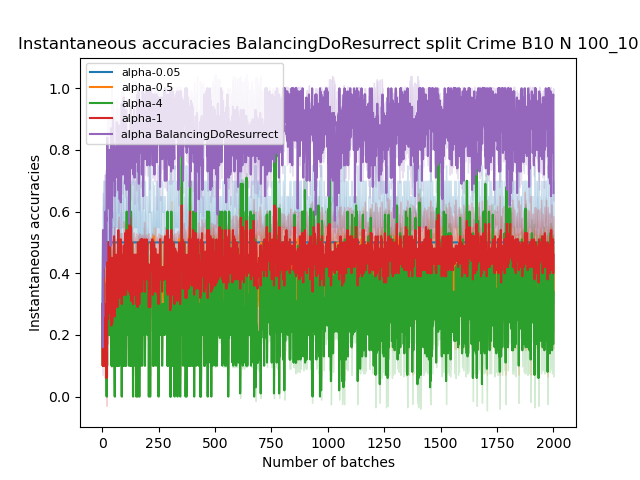 Instantaneous accuracies BalancingDoResurrect split Crime B10 N 100_10
alpha-0.05
alpha-0.5
alpha-4
alpha-1
alpha BalancingDoResurrect
Instantaneous accuracies
1.0
0.8
0.6
0.4
0.2
0.0
0 250 500 750 1000 1250 1500 1750 2000
Number of batches